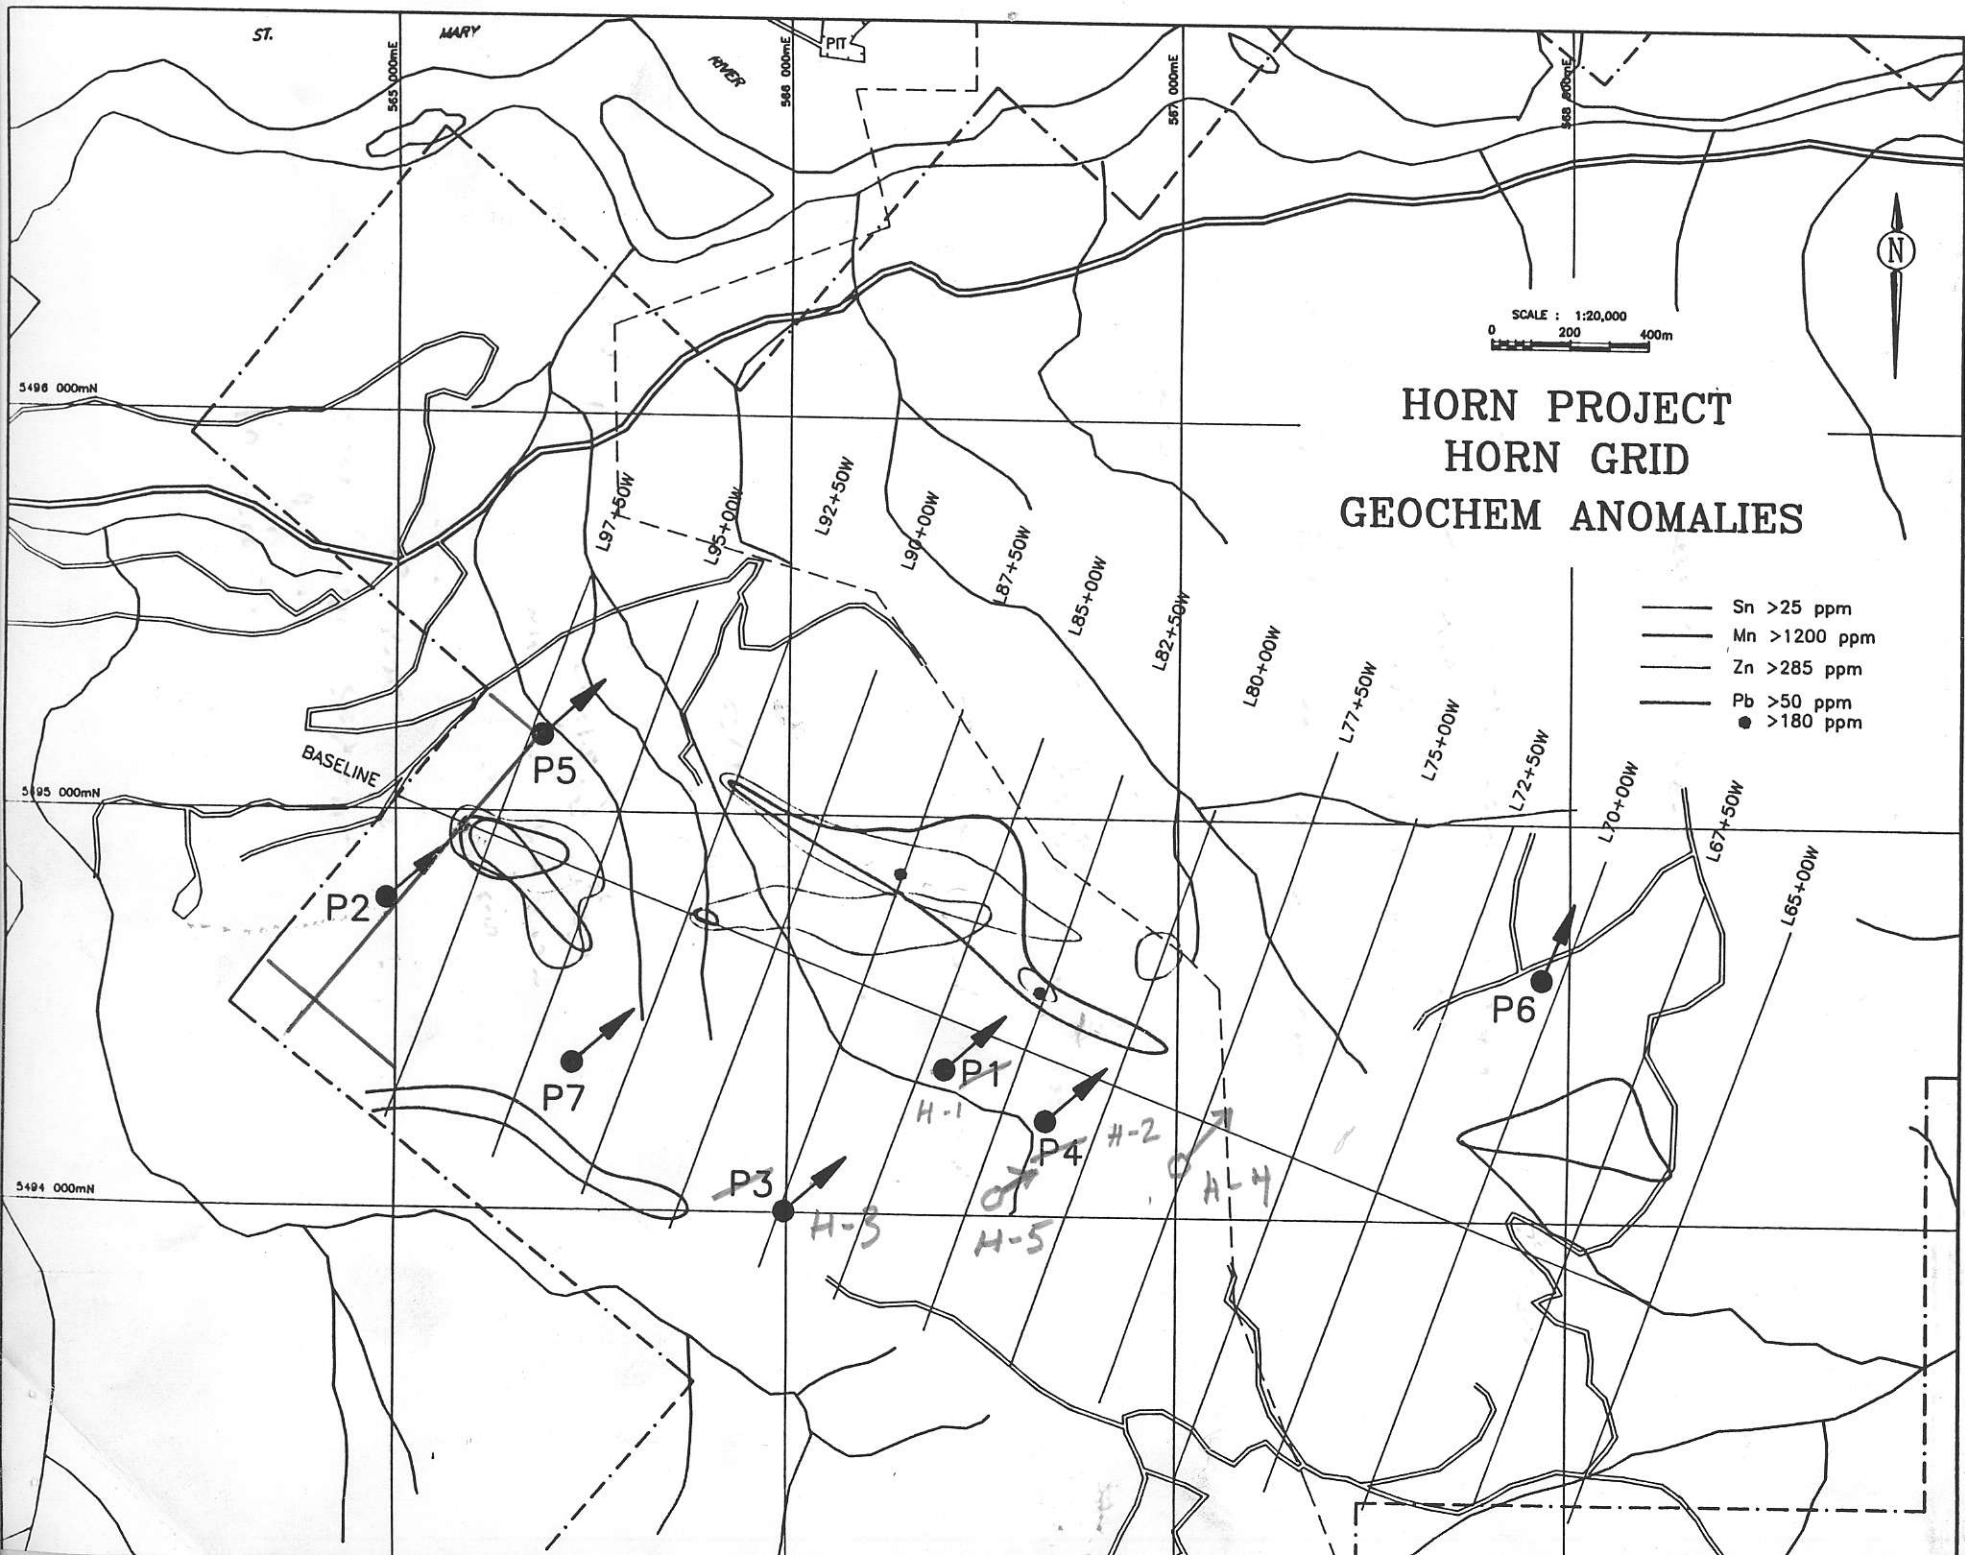 ST. MARY RIVER
PIT
565 000mE
566 000mE
567 000mE
568 000mE
N
SCALE : 1:20,000
0 200 400m
HORN PROJECT
HORN GRID
GEOCHEM ANOMALIES
5496 000mN
L97+50W
L95+00W
L92+50W
L90+00W
L87+50W
L85+00W
L82+50W
L80+00W
L77+50W
L75+00W
L72+50W
L70+00W
L67+50W
L65+00W
Sn >25 ppm
Mn >1200 ppm
Zn >285 ppm
Pb >50 ppm
>180 ppm
BASELINE
P5
5495 000mN
P2
P6
P7
P1
H-1
P4
H-2
P3
H-3
H-4
H-5
5494 000mN